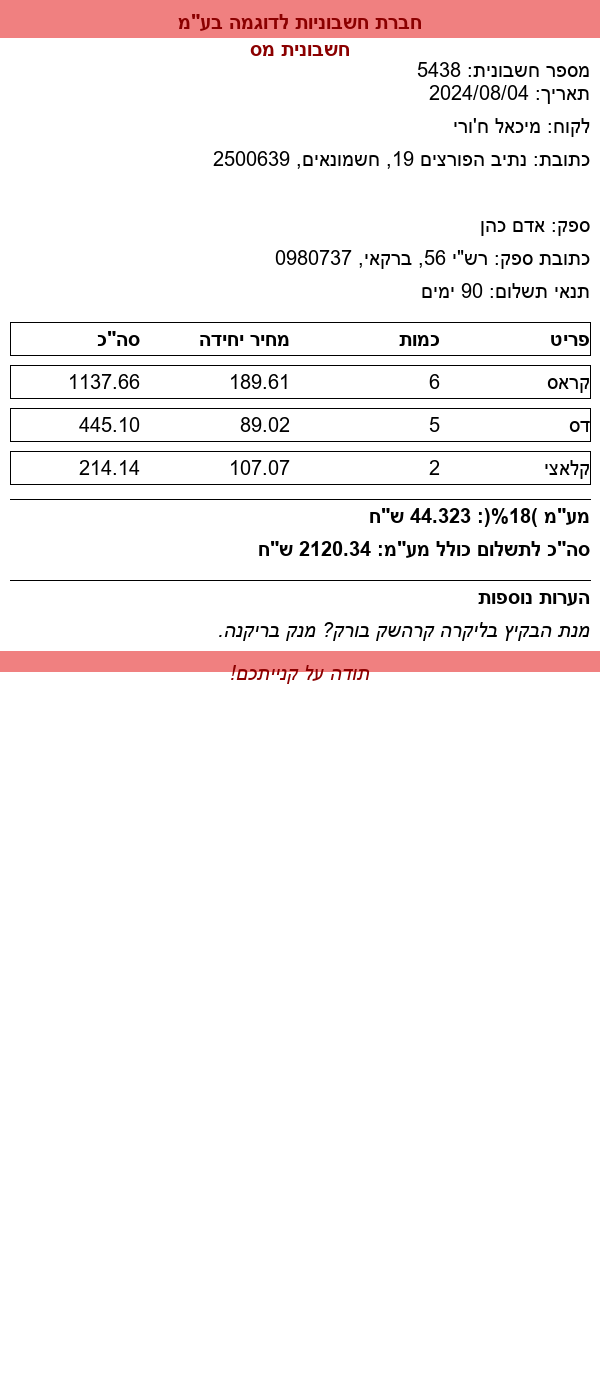 חברת חשבוניות לדוגמה בע"מ
חשבונית מס
מספר חשבונית: 5438
תאריך: 2024/08/04
לקוח: מיכאל ח'ורי
כתובת: נתיב הפורצים 19, חשמונאים, 2500639
ספק: אדם כהן
כתובת ספק: רש"י 56, ברקאי, 0980737
תנאי תשלום: 90 ימים
פריט כמות מחיר יחידה סה"כ
קראס 6 189.61 1137.66
דס 5 89.02 445.10
קלאצי 2 107.07 214.14
מע"מ )18%(: 44.323 ש"ח
סה"כ לתשלום כולל מע"מ: 2120.34 ש"ח
הערות נוספות
מנת הבקיץ בליקרה קרהשק בורק? מנק בריקנה.
תודה על קנייתכם!